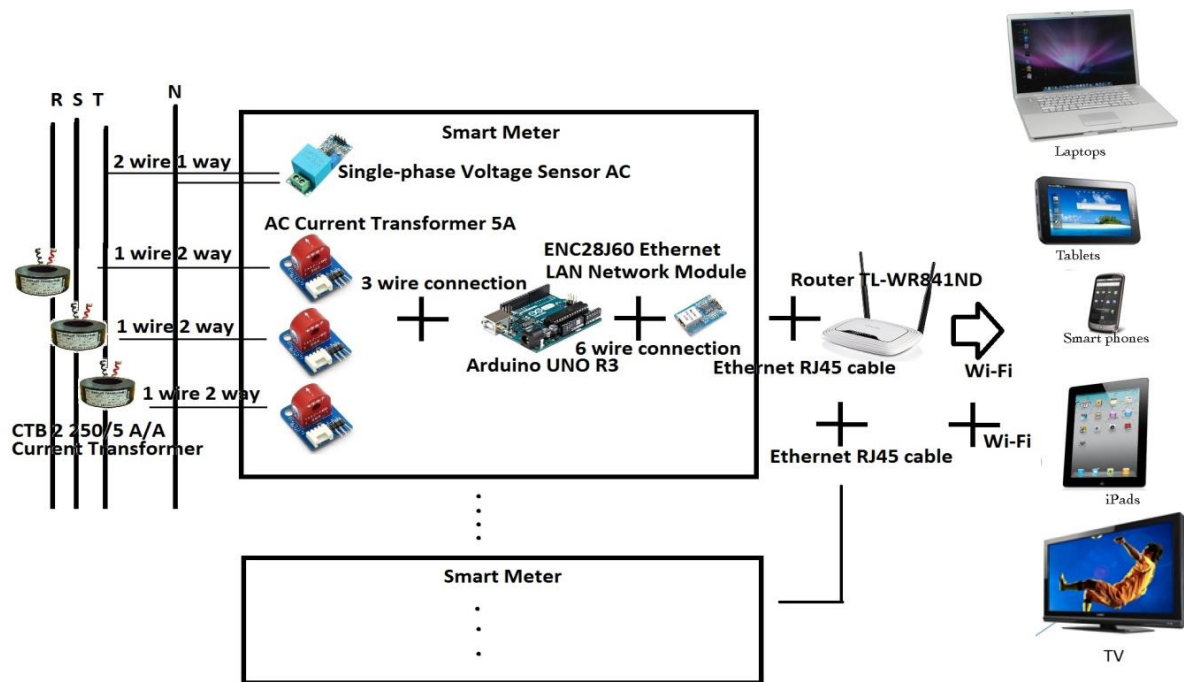 R S T N
Smart Meter
2 wire 1 way
Single-phase Voltage Sensor AC
AC Current Transformer 5A
1 wire 2 way
3 wire connection
ENC28J60 Ethernet
LAN Network Module
1 wire 2 way
6 wire connection
Arduino UNO R3
1 wire 2 way
CTB 2 250/5 A/A
Current Transformer
Router TL-WR841ND
Ethernet RJ45 cable
Wi-Fi
Ethernet RJ45 cable
Wi-Fi
Smart Meter
Laptops
Tablets
Smart phones
iPads
TV